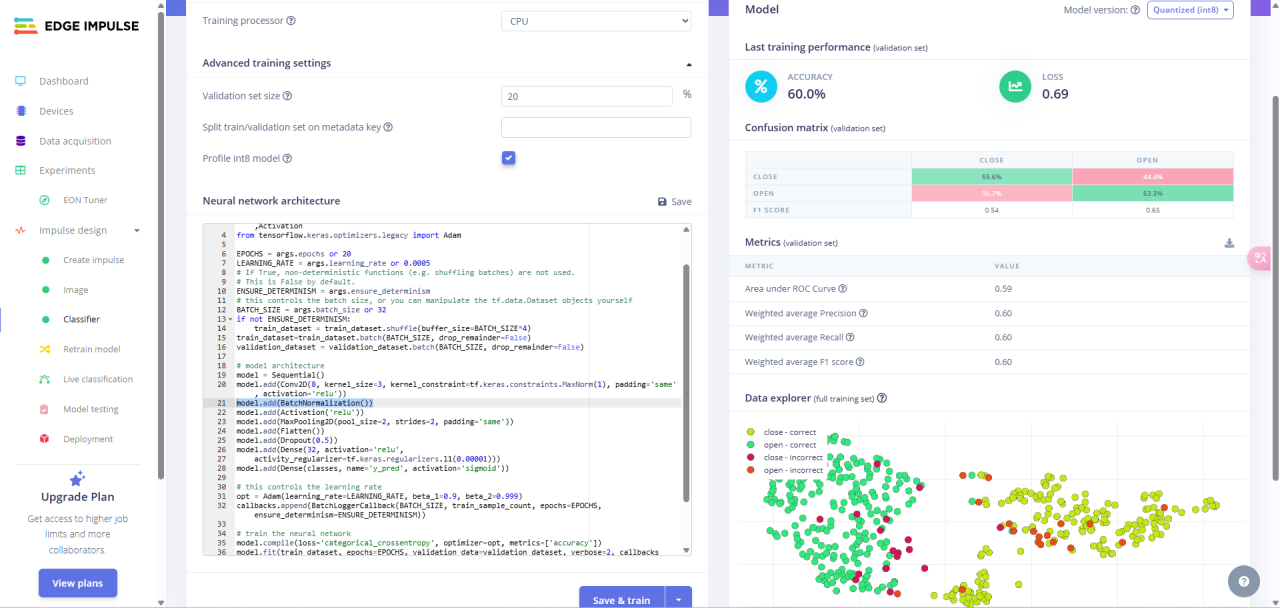 EDGE IMPULSE
Dashboard
Devices
Data acquisition
Experiments
EON Tuner
Impulse design
Create impulse
Image
Classifier
Retrain model
Live classification
Model testing
Deployment
Upgrade Plan
Get access to higher job
limits and more
collaborators.
View plans
Training processor
CPU
Advanced training settings
Validation set size
20
%
Split train/validation set on metadata key
Profile int8 model
Neural network architecture
Save
,Activation
4 from tensorflow.keras.optimizers.legacy import Adam
5
6 EPOCHS = args.epochs or 20
7 LEARNING_RATE = args.learning_rate or 0.0005
8 # If True, non-deterministic functions (e.g. shuffling batches) are not used.
9 # This is False by default.
10 ENSURE_DETERMINISM = args.ensure_determinism
11 # this controls the batch size, or you can manipulate the tf.data.Dataset objects yourself
12 BATCH_SIZE = args.batch_size or 32
13 if not ENSURE_DETERMINISM:
14 train_dataset = train_dataset.shuffle(buffer_size=BATCH_SIZE*4)
15 train_dataset=train_dataset.batch(BATCH_SIZE, drop_remainder=False)
16 validation_dataset = validation_dataset.batch(BATCH_SIZE, drop_remainder=False)
17
18 # model architecture
19 model = Sequential()
20 model.add(Conv2D(8, kernel_size=3, kernel_constraint=tf.keras.constraints.MaxNorm(1), padding='same'
, activation='relu'))
21 model.add(BatchNormalization())
22 model.add(Activation('relu'))
23 model.add(MaxPooling2D(pool_size=2, strides=2, padding='same'))
24 model.add(Flatten())
25 model.add(Dropout(0.5))
26 model.add(Dense(32, activation='relu',
27 activity_regularizer=tf.keras.regularizers.l1(0.00001)))
28 model.add(Dense(classes, name='y_pred', activation='sigmoid'))
29
30 # this controls the learning rate
31 opt = Adam(learning_rate=LEARNING_RATE, beta_1=0.9, beta_2=0.999)
32 callbacks.append(BatchLoggerCallback(BATCH_SIZE, train_sample_count, epochs=EPOCHS,
ensure_determinism=ENSURE_DETERMINISM))
33
34 # train the neural network
35 model.compile(loss='categorical_crossentropy', optimizer=opt, metrics=['accuracy'])
36 model.fit(train_dataset, epochs=EPOCHS, validation_data=validation_dataset, verbose=2, callbacks
Save & train
Model
Model version:
Quantized (int8)
Last training performance (validation set)
ACCURACY
60.0%
LOSS
0.69
Confusion matrix (validation set)
CLOSE OPEN
CLOSE 55.6% 44.4%
OPEN 36.7% 63.3%
F1 SCORE 0.54 0.65
Metrics (validation set)
METRIC VALUE
Area under ROC Curve 0.59
Weighted average Precision 0.60
Weighted average Recall 0.60
Weighted average F1 score 0.60
Data explorer (full training set)
close - correct
open - correct
close - incorrect
open - incorrect